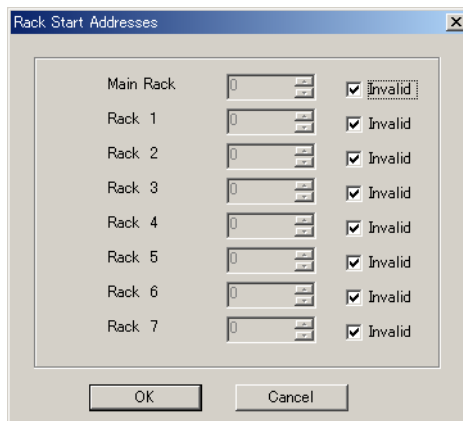 Rack Start Addresses
Main Rack 0 Invalid
Rack 1 0 Invalid
Rack 2 0 Invalid
Rack 3 0 Invalid
Rack 4 0 Invalid
Rack 5 0 Invalid
Rack 6 0 Invalid
Rack 7 0 Invalid
OK Cancel